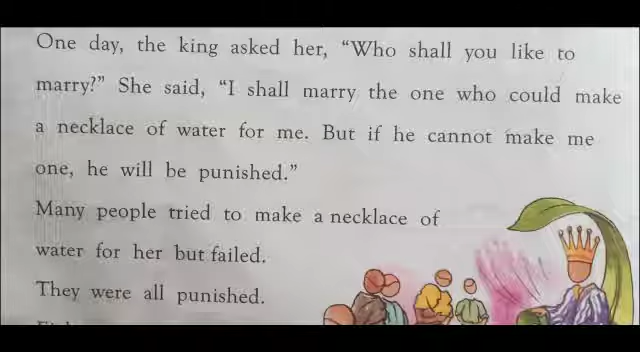 One day, the king asked her, “Who shall you like to
marry?” She said, “I shall marry the one who could make
a necklace of water for me. But if he cannot make me
one, he will be punished.”
Many people tried to make a necklace of
water for her but failed.
They were all punished.